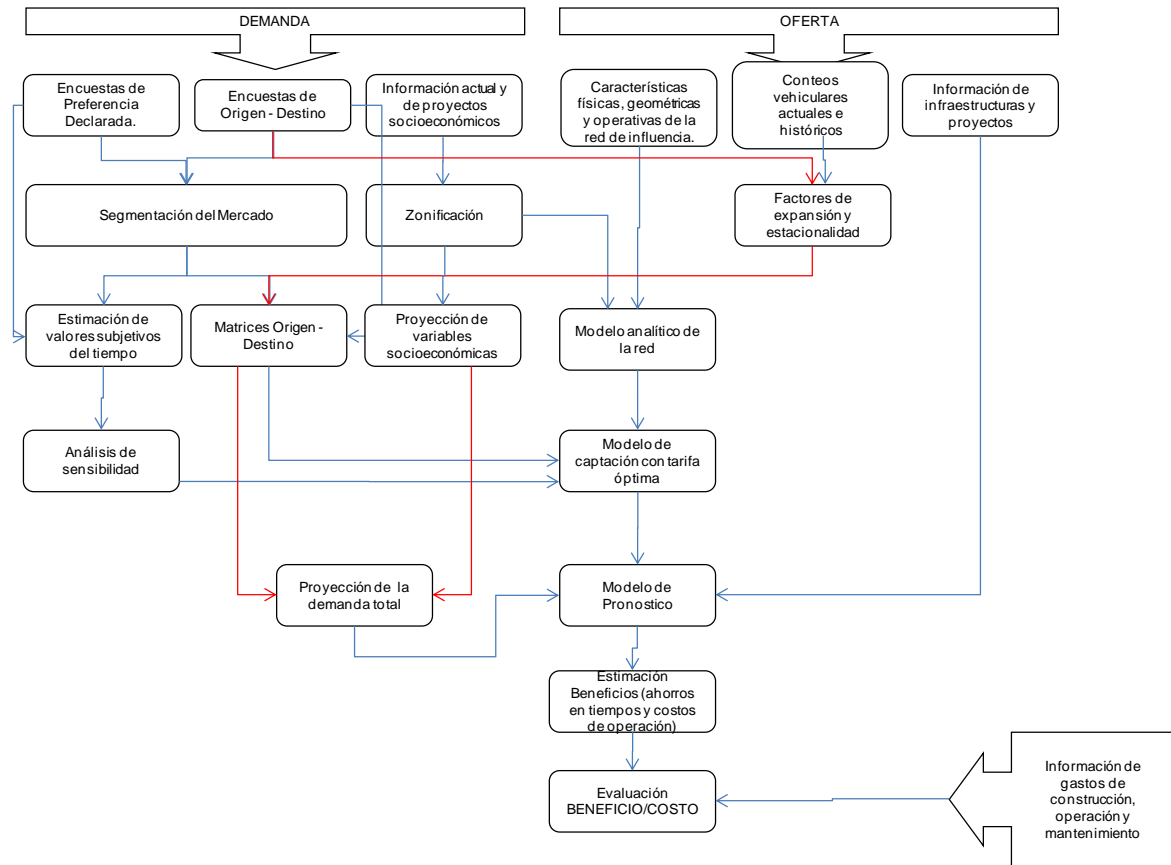 DEMANDA
OFERTA
Encuestas de
Preferencia
Declarada.
Encuestas de
Origen - Destino
Información actual y
de proyectos
socioeconómicos
Características
físicas, geométricas
y operativas de la
red de influencia.
Conteos
vehiculares
actuales e
históricos
Información de
infraestructuras y
proyectos
Segmentación del Mercado
Zonificación
Factores de
expansión y
estacionalidad
Estimación de
valores subjetivos
del tiempo
Matrices Origen -
Destino
Proyección de
variables
socioeconómicas
Modelo analítico de
la red
Análisis de
sensibilidad
Modelo de
captación con tarifa
óptima
Proyección de la
demanda total
Modelo de
Pronostico
Estimación
Beneficios (ahorros
en tiempos y costos
de operación)
Evaluación
BENEFICIO/COSTO
Información de
gastos de
construcción,
operación y
mantenimiento